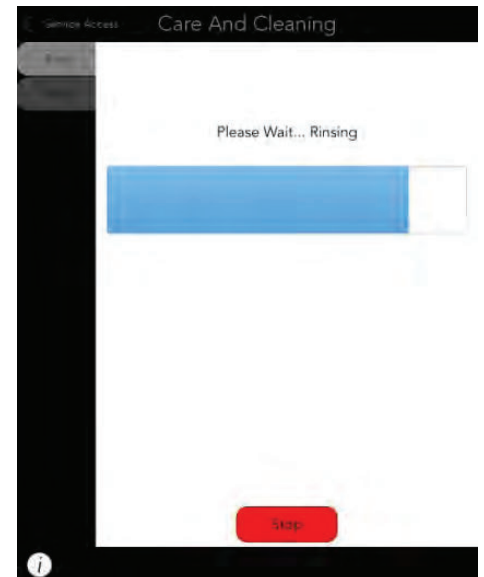 Service Access
Care And Cleaning
Please Wait... Rinsing
Stop
i